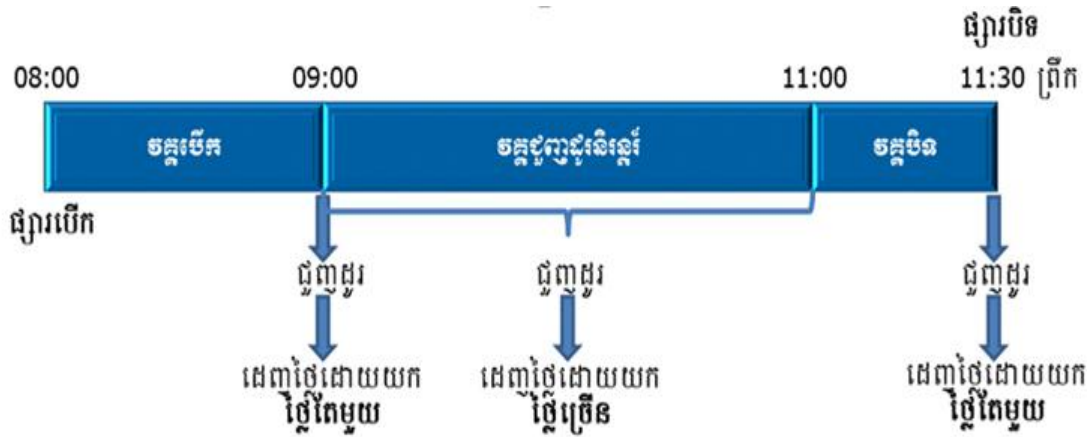 ផ្សារបិទ
08:00 09:00 11:00 11:30 ព្រឹក
វគ្គបើក វគ្គជួញដូរនិរន្តរ៍ វគ្គបិទ
ផ្សារបើក
ជួញដូរ ជួញដូរ ជួញដូរ
ដេញថ្លៃដោយយក ដេញថ្លៃដោយយក ដេញថ្លៃដោយយក
ថ្លៃតែមួយ ថ្លៃច្រើន ថ្លៃតែមួយ